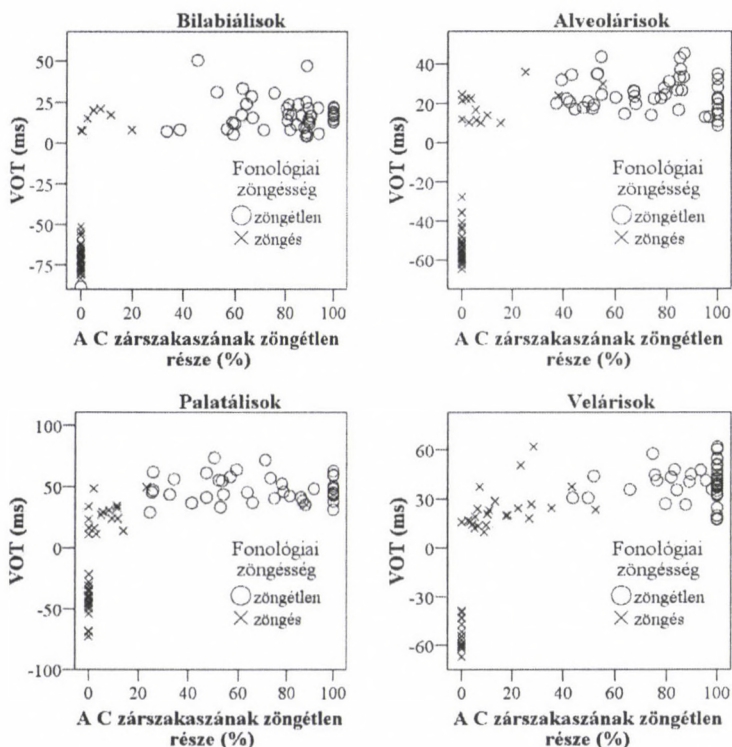 Bilabiálisok
VOT (ms)
50
25
0
-25
-50
-75
Fonológiai
zöngésség
zöngétlen
zöngés
0 20 40 60 80 100
A C zárszakaszának zöngétlen
része (%)
Alveolárisok
VOT (ms)
40
20
0
-20
-40
-60
Fonológiai
zöngésség
zöngétlen
zöngés
0 20 40 60 80 100
A C zárszakaszának zöngétlen
része (%)
Palatálisok
VOT (ms)
100
50
0
-50
-100
Fonológiai
zöngésség
zöngétlen
zöngés
0 20 40 60 80 100
A C zárszakaszának zöngétlen
része (%)
Velárisok
VOT (ms)
60
30
0
-30
-60
Fonológiai
zöngésség
zöngétlen
zöngés
0 20 40 60 80 100
A C zárszakaszának zöngétlen
része (%)